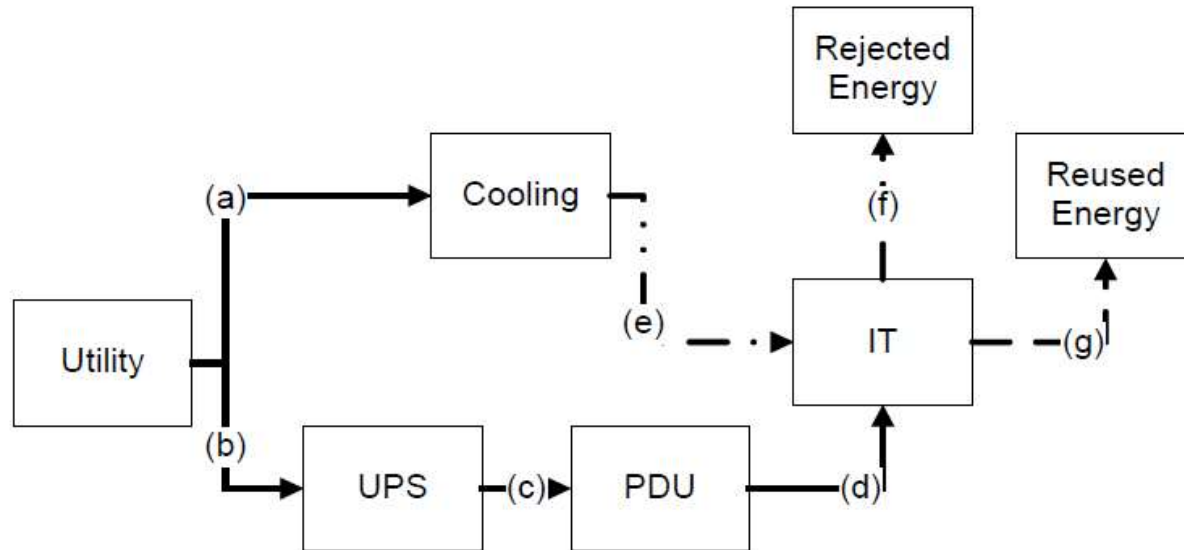 Rejected
Energy
Reused
Energy
(a)
Cooling
(f)
(e)
IT
(g)
Utility
(b)
UPS
(c)
PDU
(d)